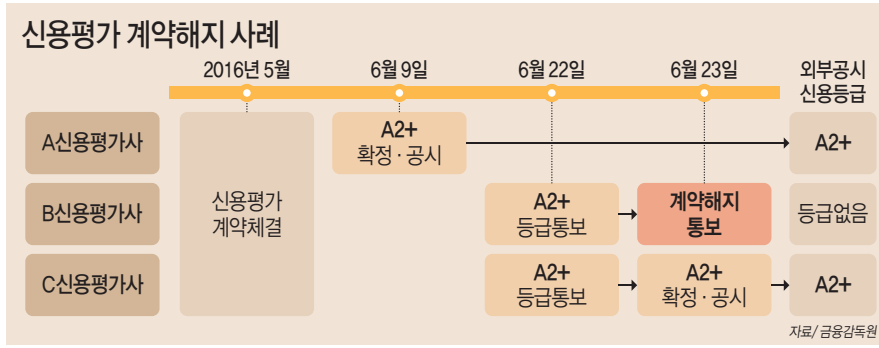 신용평가 계약해지 사례
2016년 5월
6월 9일
6월 22일
6월 23일
외부공시
신용등급
A신용평가사
A2+
확정·공시
A2+
B신용평가사
신용평가
계약체결
A2+
등급통보
계약해지
통보
등급없음
C신용평가사
A2+
등급통보
A2+
확정·공시
A2+
자료/금융감독원